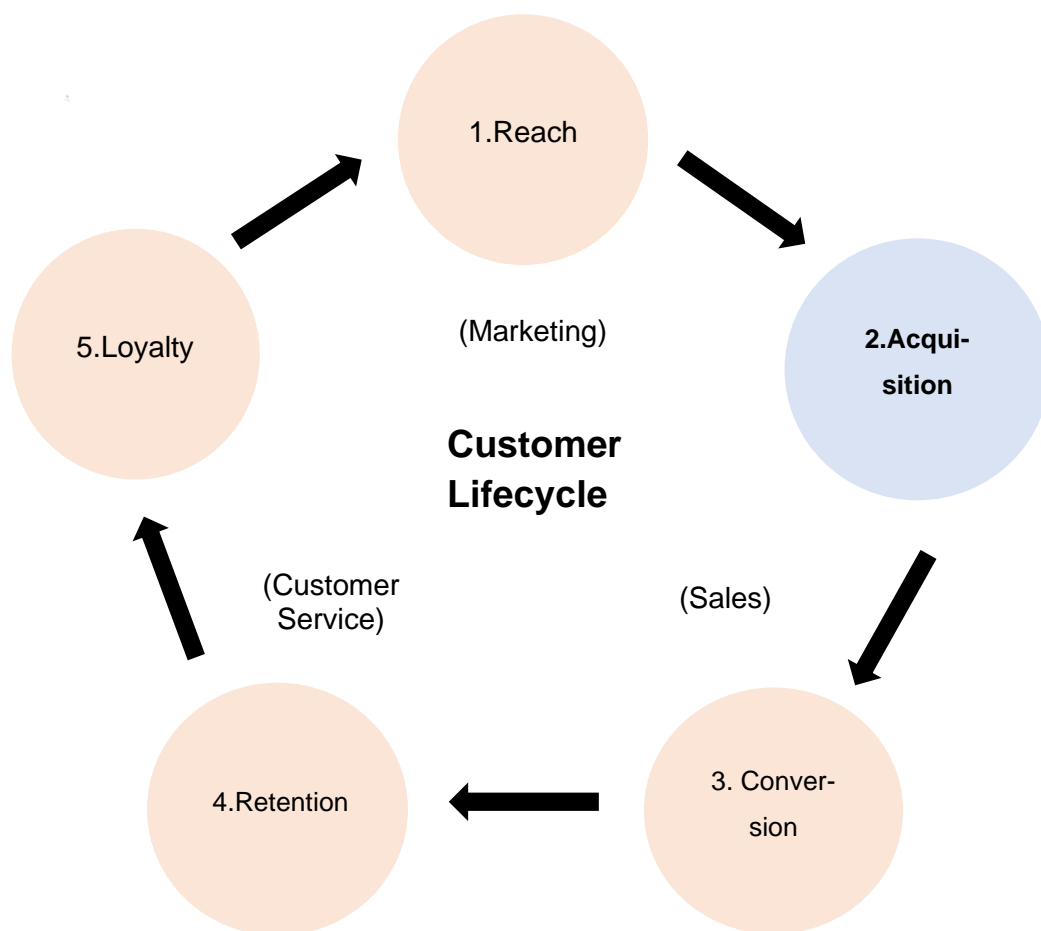 1.Reach
(Marketing)
5.Loyalty
2.Acqui-
sition
Customer
Lifecycle
(Customer
Service)
(Sales)
4.Retention
3. Conver-
sion